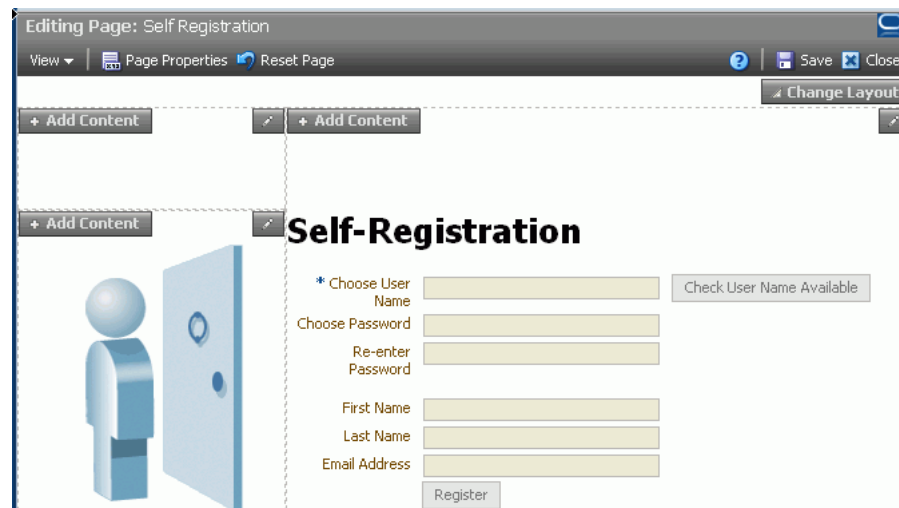 Editing Page: Self Registration
View Page Properties Reset Page Save Close
Change Layout
+ Add Content + Add Content
+ Add Content
Self-Registration
* Choose User
Name
Check User Name Available
Choose Password
Re-enter
Password
First Name
Last Name
Email Address
Register